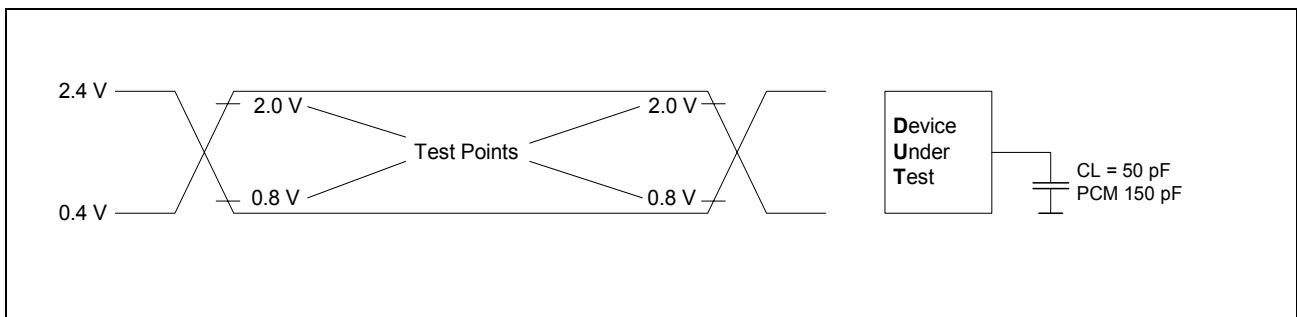 2.4 V
2.0 V
2.0 V
Test Points
0.8 V
0.8 V
0.4 V
Device
Under
Test
CL = 50 pF
PCM 150 pF